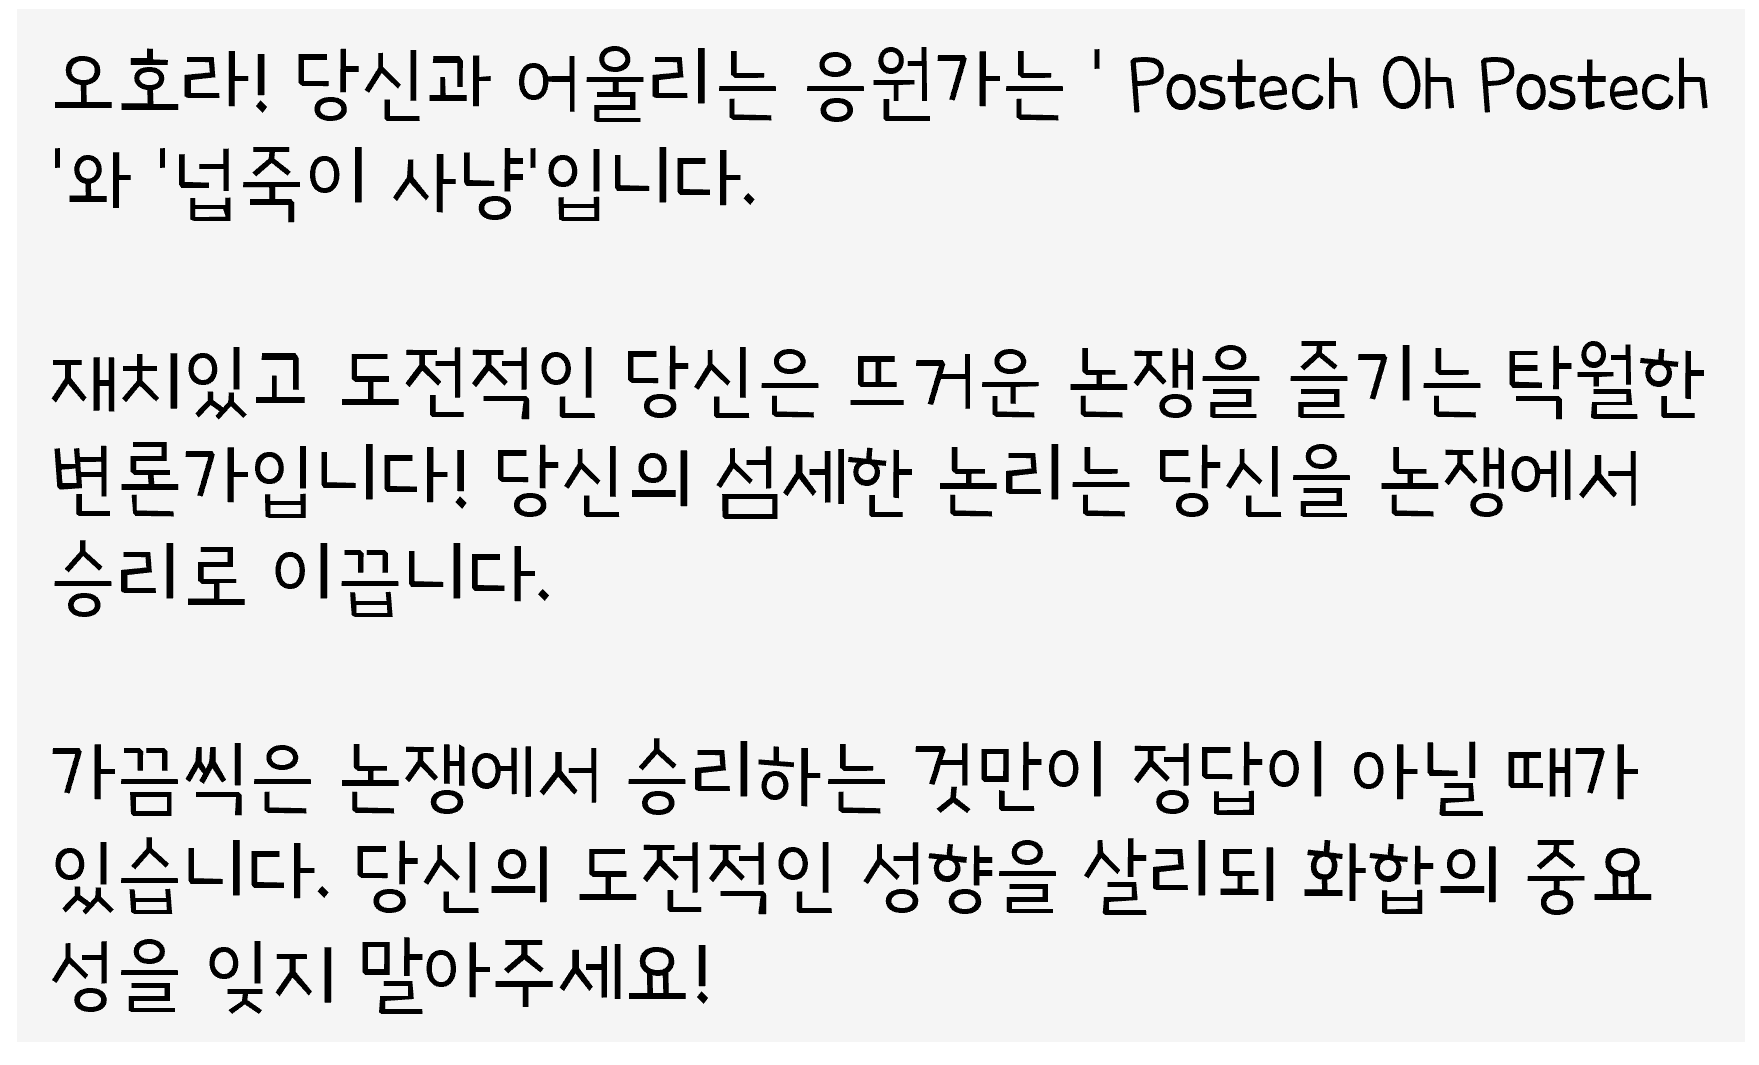 오호라! 당신과 어울리는 응원가는 ' Postech Oh Postech
'와 '넙죽이 사냥'입니다.
재치있고 도전적인 당신은 뜨거운 논쟁을 즐기는 탁월한
변론가입니다! 당신의 섬세한 논리는 당신을 논쟁에서
승리로 이끕니다.
가끔씩은 논쟁에서 승리하는 것만이 정답이 아닐 때가
있습니다. 당신의 도전적인 성향을 살리되 화합의 중요
성을 잊지 말아주세요!